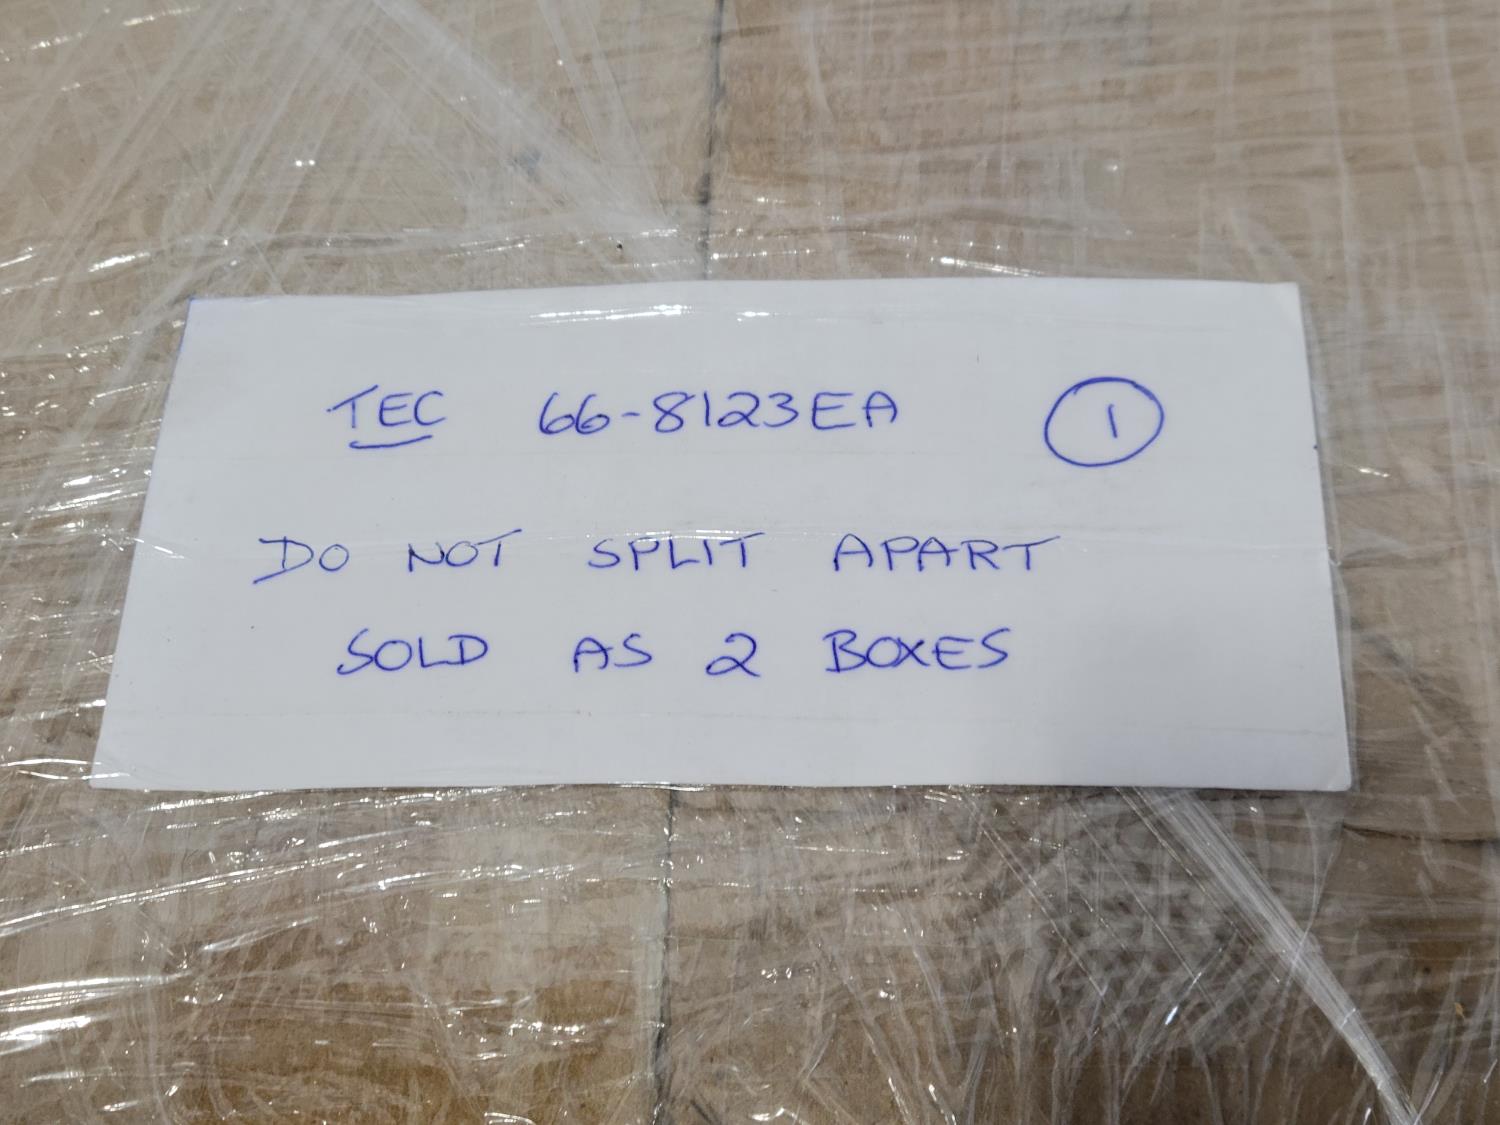 TEC 66-8123EA 1
DO NOT SPLIT APART
SOLD AS 2 BOXES